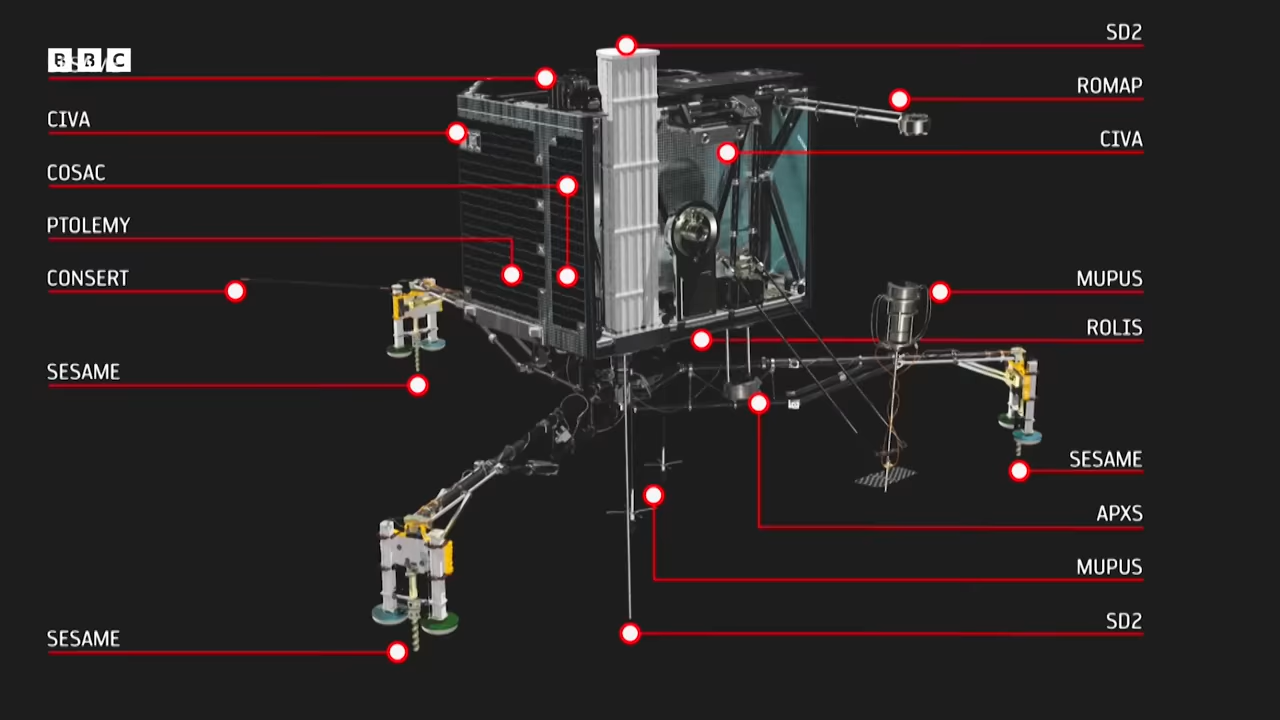 BBC
CIVA
COSAC
PTOLEMY
CONSERT
SESAME
SESAME
SD2
ROMAP
CIVA
MUPUS
ROLIS
SESAME
APXS
MUPUS
SD2